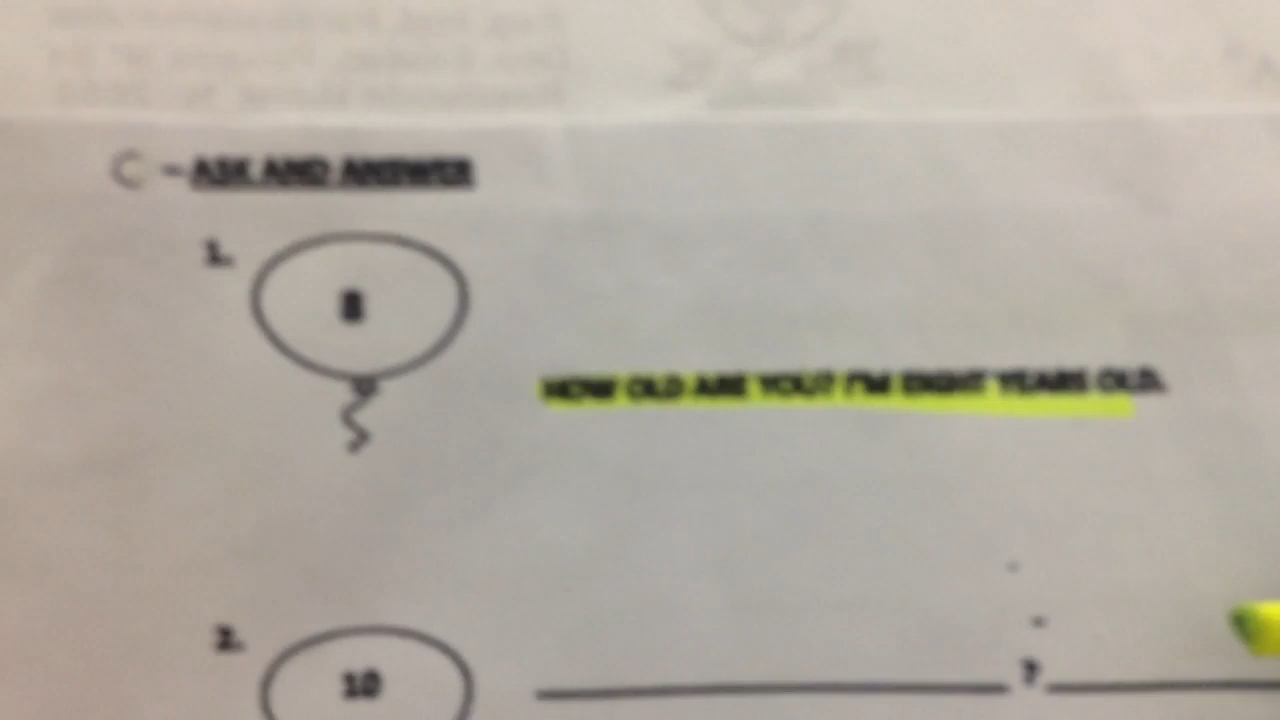 C - ASK AND ANSWER
1.
8
HOW OLD ARE YOU? I'M EIGHT YEARS OLD.
2.
10
?